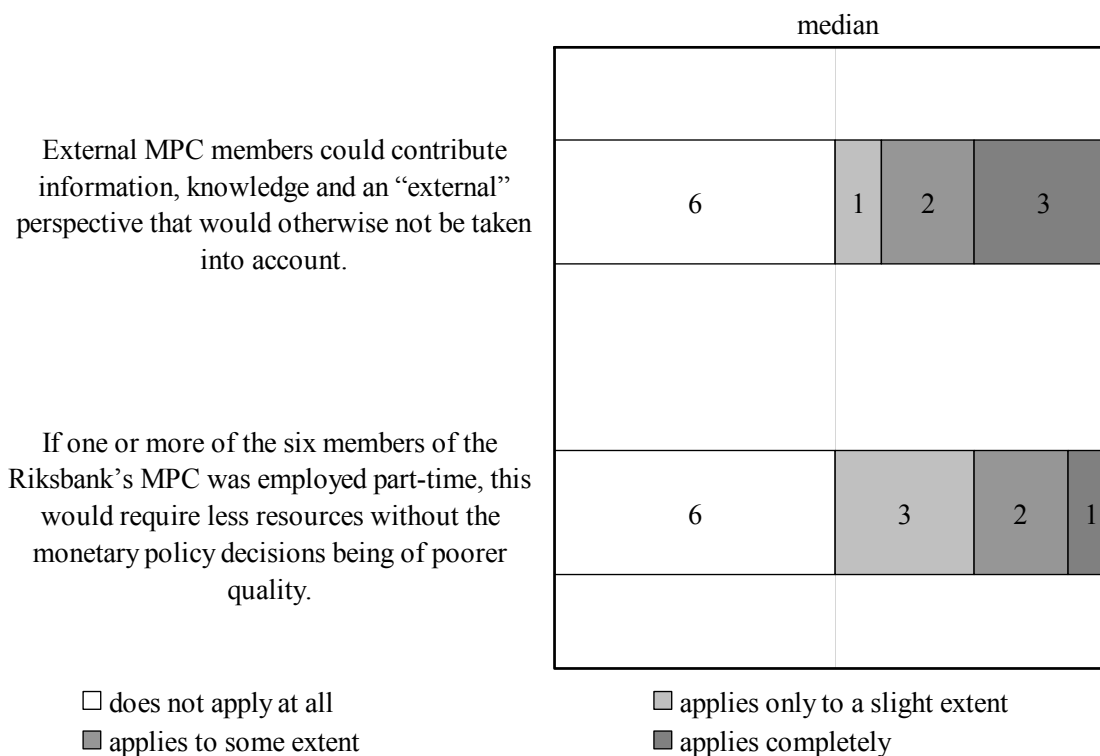 median
External MPC members could contribute
information, knowledge and an “external”
perspective that would otherwise not be taken
into account.
6 1 2 3
If one or more of the six members of the
Riksbank’s MPC was employed part-time, this
would require less resources without the
monetary policy decisions being of poorer
quality.
6 3 2 1
does not apply at all
applies only to a slight extent
applies to some extent
applies completely